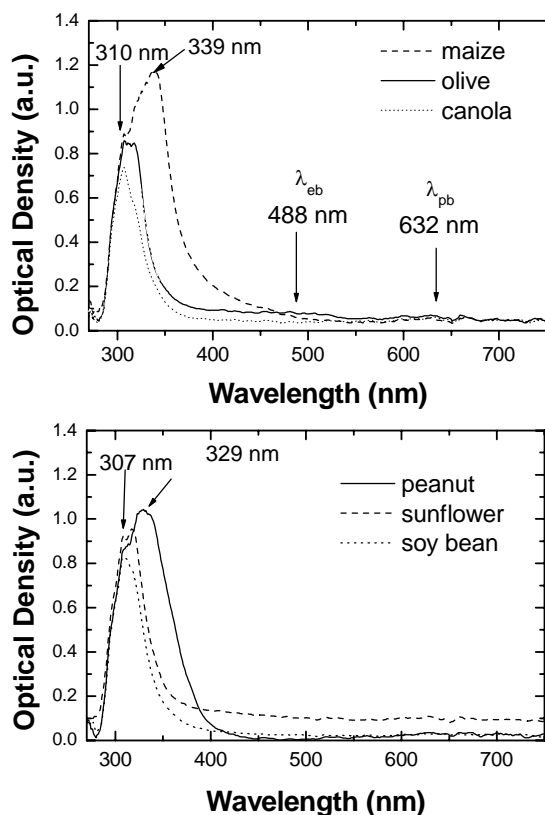 310 nm
339 nm
maize
olive
canola
λeb
488 nm
λpb
632 nm
Optical Density (a.u.)
1.4
1.2
1.0
0.8
0.6
0.4
0.2
0.0
300 400 500 600 700
Wavelength (nm)
307 nm
329 nm
peanut
sunflower
soy bean
Optical Density (a.u.)
1.4
1.2
1.0
0.8
0.6
0.4
0.2
0.0
300 400 500 600 700
Wavelength (nm)